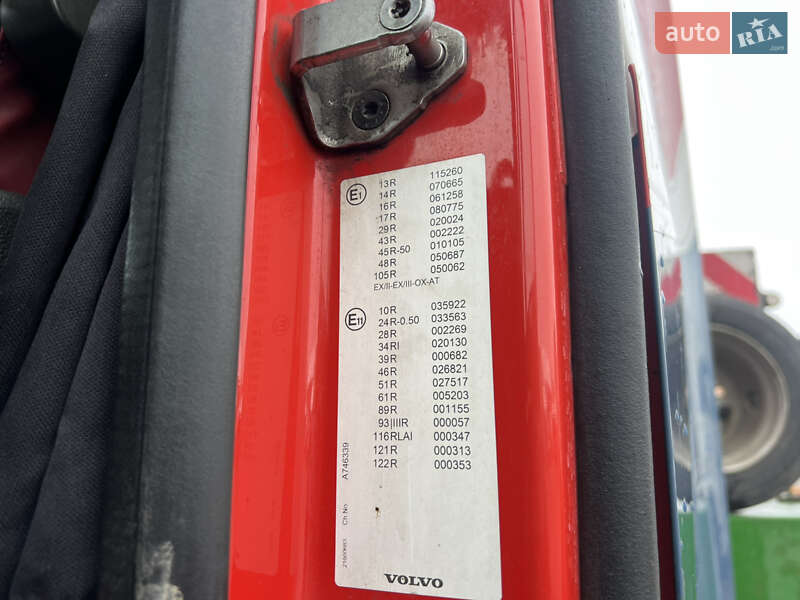 auto RIA
.com
E1
13R 115260
14R 070665
16R 061258
17R 080775
29R 020024
43R 002222
45R-50 010105
48R 050687
105R 050062
EX/II-EX/III-OX-AT
E11
10R 035922
24R-0.50 033563
28R 002269
34RI 020130
39R 000682
46R 026821
51R 027517
61R 005203
89R 001155
93|IIIR 000057
116RLAI 000347
121R 000313
122R 000353
Ch No A746339
VOLVO